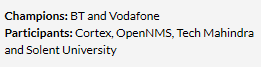 Champions: BT and Vodafone
Participants: Cortex, OpenNMS, Tech Mahindra
and Solent University